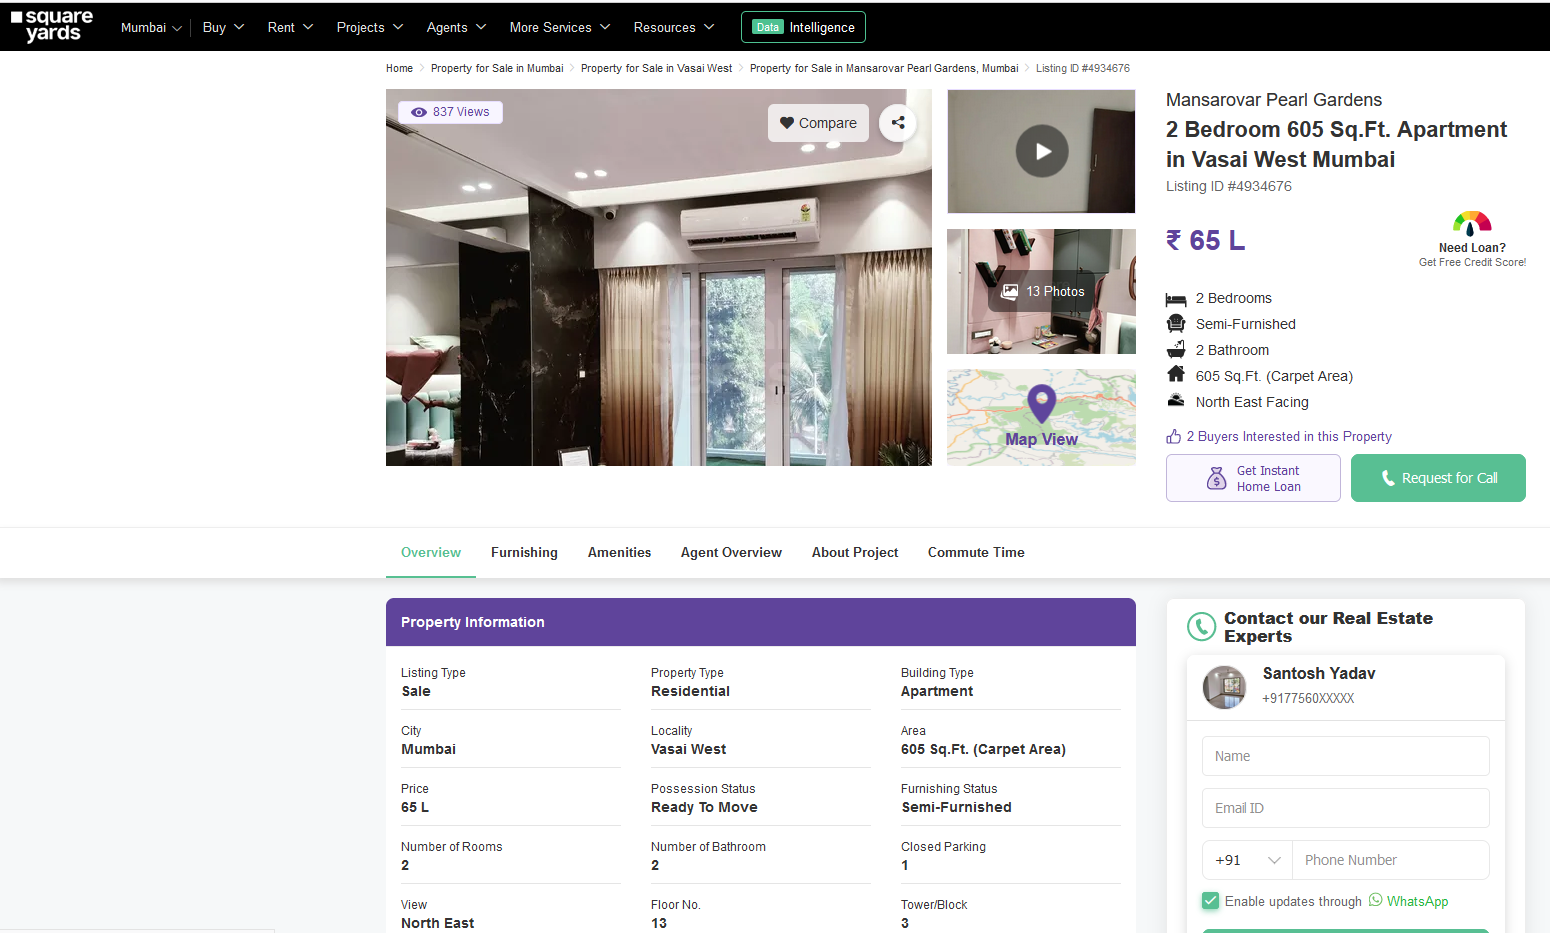 square
yards
Mumbai
Buy
Rent
Projects
Agents
More Services
Resources
Data Intelligence
Home
Property for Sale in Mumbai
Property for Sale in Vasai West
Property for Sale in Mansarovar Pearl Gardens, Mumbai
Listing ID #4934676
837 Views
Compare
13 Photos
Map View
Mansarovar Pearl Gardens
2 Bedroom 605 Sq.Ft. Apartment
in Vasai West Mumbai
Listing ID #4934676
₹ 65 L
Need Loan?
Get Free Credit Score!
2 Bedrooms
Semi-Furnished
2 Bathroom
605 Sq.Ft. (Carpet Area)
North East Facing
2 Buyers Interested in this Property
Get Instant
Home Loan
Request for Call
Overview
Furnishing
Amenities
Agent Overview
About Project
Commute Time
Property Information
Listing Type
Sale
Property Type
Residential
Building Type
Apartment
City
Mumbai
Locality
Vasai West
Area
605 Sq.Ft. (Carpet Area)
Price
65 L
Possession Status
Ready To Move
Furnishing Status
Semi-Furnished
Number of Rooms
2
Number of Bathroom
2
Closed Parking
1
View
North East
Floor No.
13
Tower/Block
3
Contact our Real Estate
Experts
Santosh Yadav
+9177560XXXXX
Name
Email ID
+91
Phone Number
Enable updates through WhatsApp